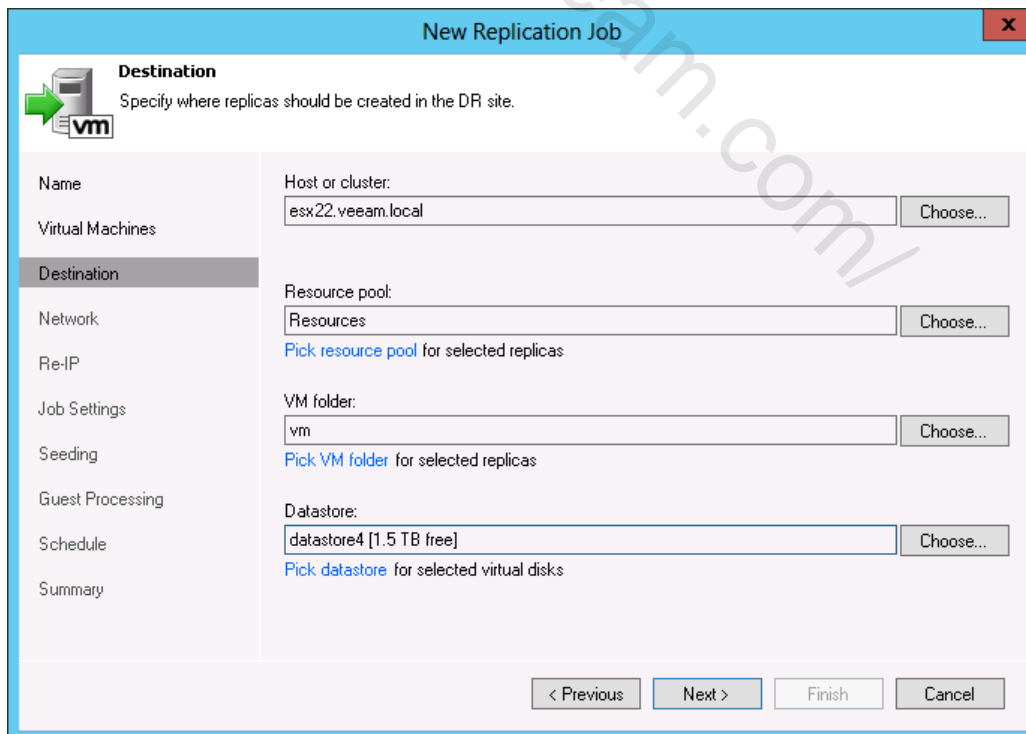 New Replication Job
x
Destination
Specify where replicas should be created in the DR site.
vm
Name
Virtual Machines
Destination
Network
Re-IP
Job Settings
Seeding
Guest Processing
Schedule
Summary
Host or cluster:
esx22.veeam.local
Choose...
Resource pool:
Resources
Choose...
Pick resource pool for selected replicas
VM folder:
vm
Choose...
Pick VM folder for selected replicas
Datastore:
datastore4 [1.5 TB free]
Choose...
Pick datastore for selected virtual disks
< Previous
Next >
Finish
Cancel
am.com/